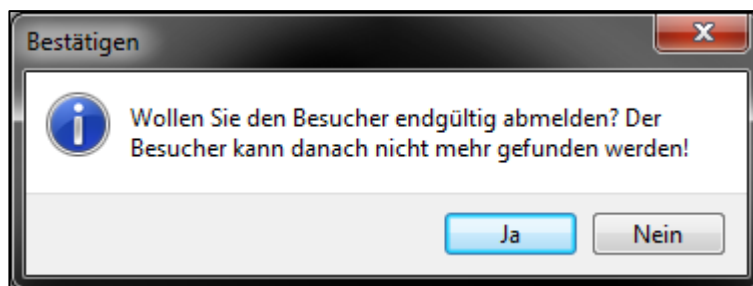 Bestätigen
Wollen Sie den Besucher endgültig abmelden? Der
Besucher kann danach nicht mehr gefunden werden!
Ja
Nein